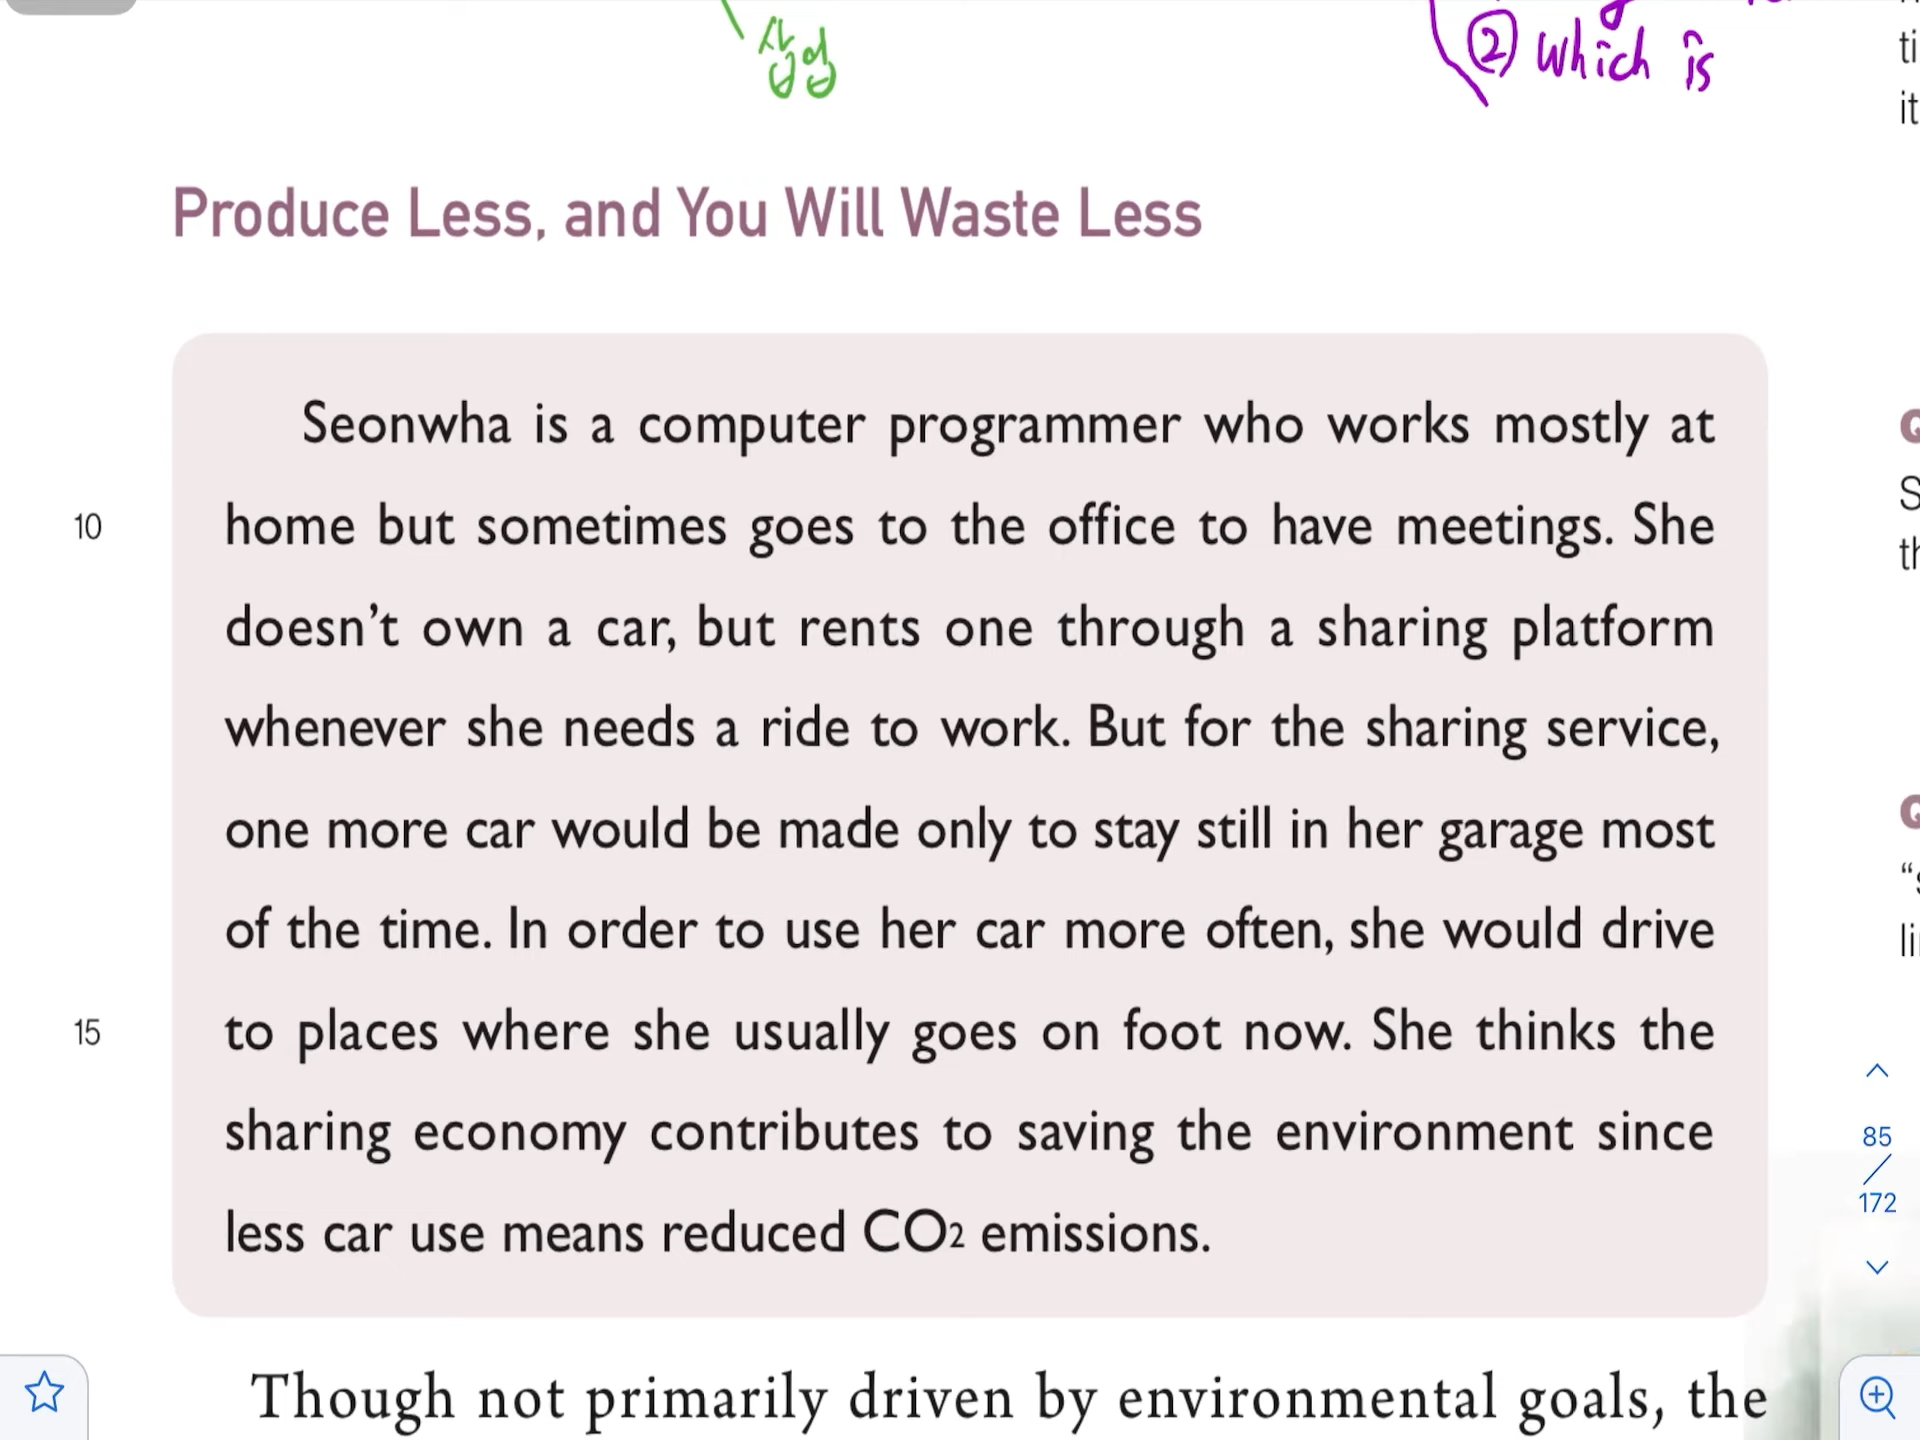 삽입
② which is
ti
it
Produce Less, and You Will Waste Less
Seonwha is a computer programmer who works mostly at
10 home but sometimes goes to the office to have meetings. She
doesn't own a car, but rents one through a sharing platform
whenever she needs a ride to work. But for the sharing service,
one more car would be made only to stay still in her garage most
of the time. In order to use her car more often, she would drive
15 to places where she usually goes on foot now. She thinks the
sharing economy contributes to saving the environment since
less car use means reduced CO2 emissions.
Though not primarily driven by environmental goals, the
Q
S
th
Q
“s
li
85
/
172